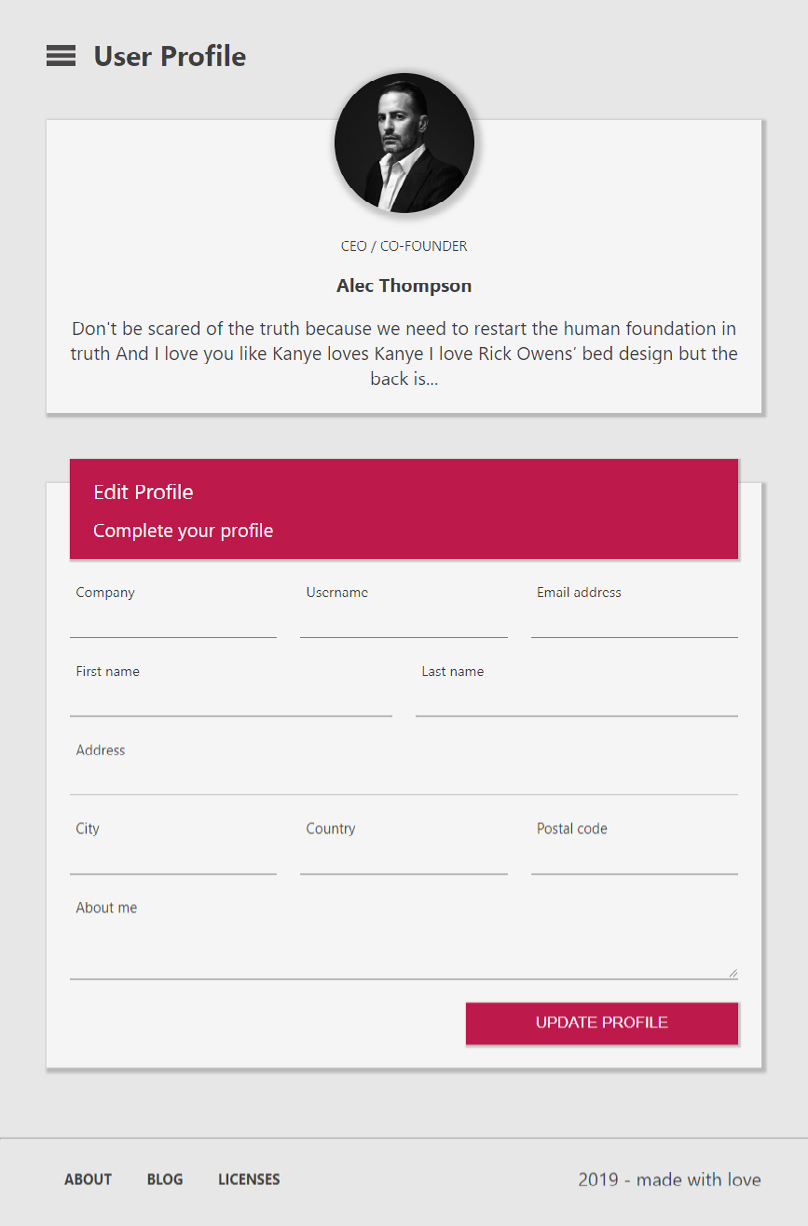 User Profile
CEO / CO-FOUNDER
Alec Thompson
Don't be scared of the truth because we need to restart the human foundation in
truth And I love you like Kanye loves Kanye I love Rick Owens' bed design but the
back is...
Edit Profile
Complete your profile
Company Username Email address
First name Last name
Address
City Country Postal code
About me
UPDATE PROFILE
ABOUT BLOG LICENSES 2019 - made with love